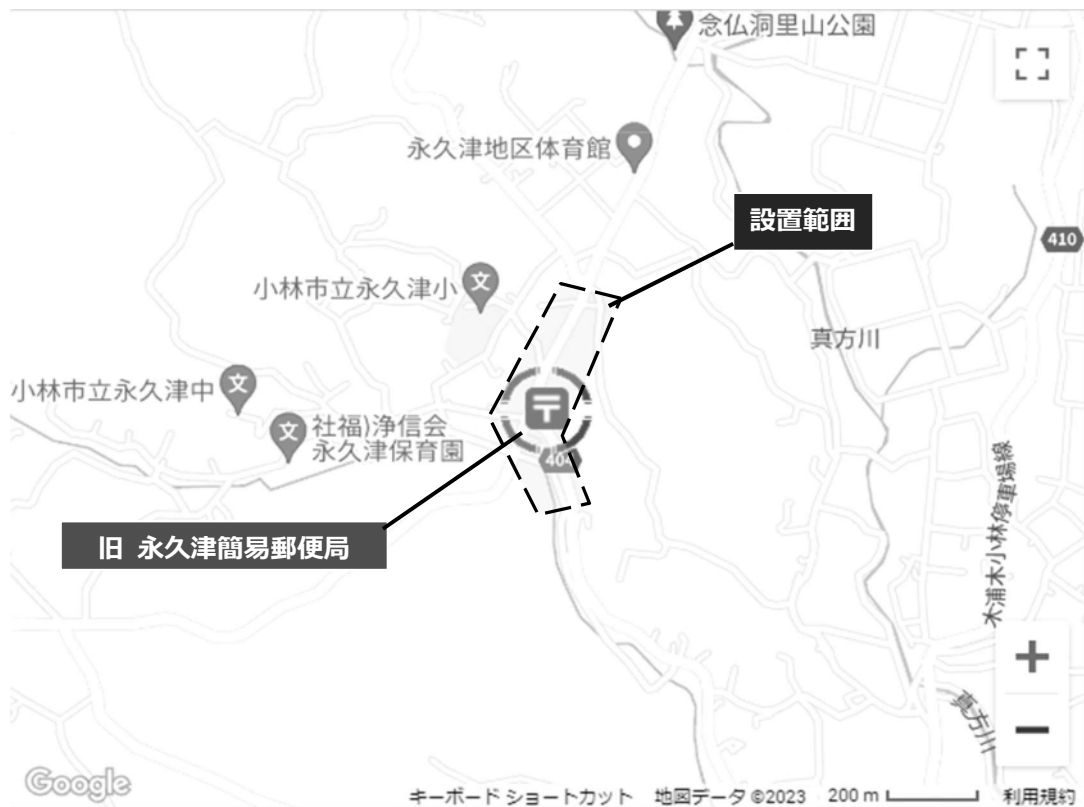 念仏洞里山公園
永久津地区体育館
設置範囲
410
小林市立永久津小
文
真方川
小林市立永久津中
文
文
社福)浄信会
永久津保育園
404
旧 永久津簡易郵便局
木浦木小林停車場線
真方川
Google
キーボード ショートカット 地図データ ©2023 200 m 利用規約